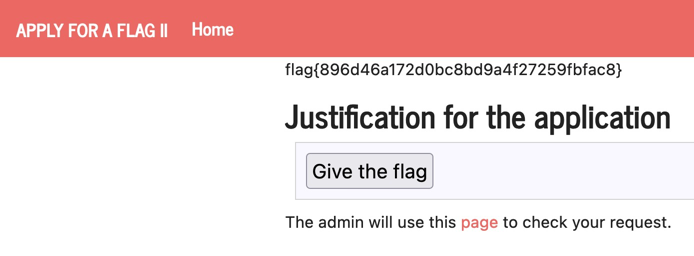 APPLY FOR A FLAG II Home
flag{896d46a172d0bc8bd9a4f27259fbfac8}
Justification for the application
Give the flag
The admin will use this page to check your request.